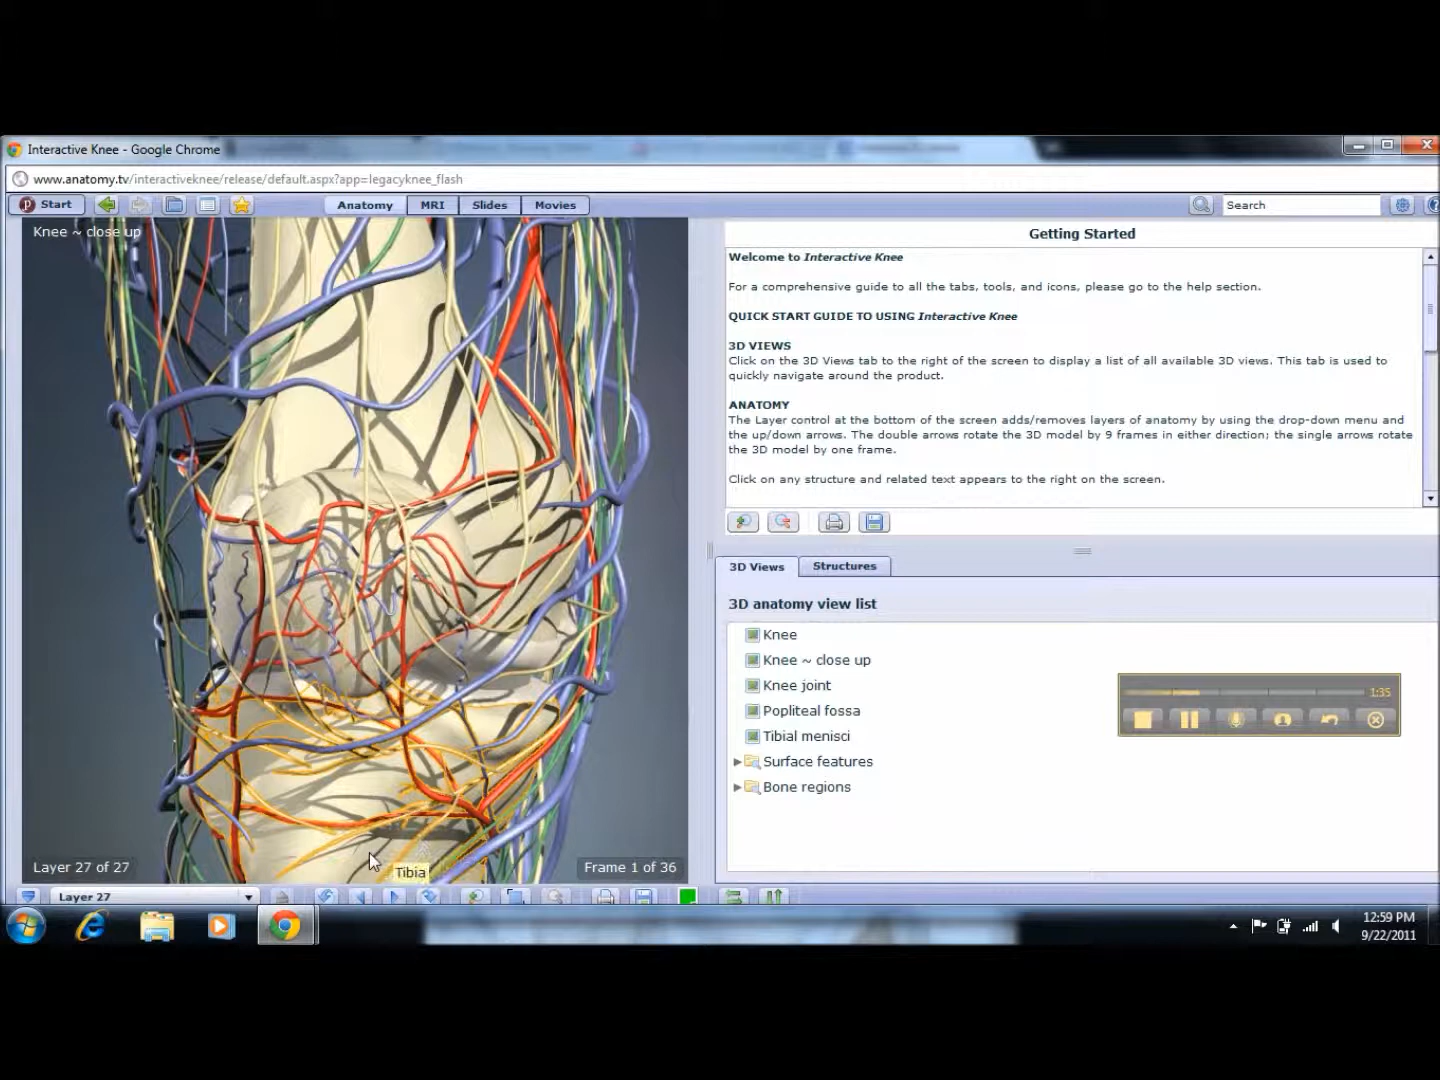 Interactive Knee - Google Chrome
www.anatomy.tv/interactiveknee/release/default.aspx?app=legacyknee_flash
Start
Anatomy
MRI
Slides
Movies
Search
Knee ~ close up
Getting Started
Welcome to Interactive Knee
For a comprehensive guide to all the tabs, tools, and icons, please go to the help section.
QUICK START GUIDE TO USING Interactive Knee
3D VIEWS
Click on the 3D Views tab to the right of the screen to display a list of all available 3D views. This tab is used to
quickly navigate around the product.
ANATOMY
The Layer control at the bottom of the screen adds/removes layers of anatomy by using the drop-down menu and
the up/down arrows. The double arrows rotate the 3D model by 9 frames in either direction; the single arrows rotate
the 3D model by one frame.
Click on any structure and related text appears to the right on the screen.
3D Views
Structures
3D anatomy view list
Knee
Knee ~ close up
Knee joint
Popliteal fossa
Tibial menisci
Surface features
Bone regions
1:35
Layer 27 of 27
Tibia
Frame 1 of 36
Layer 27
12:59 PM
9/22/2011